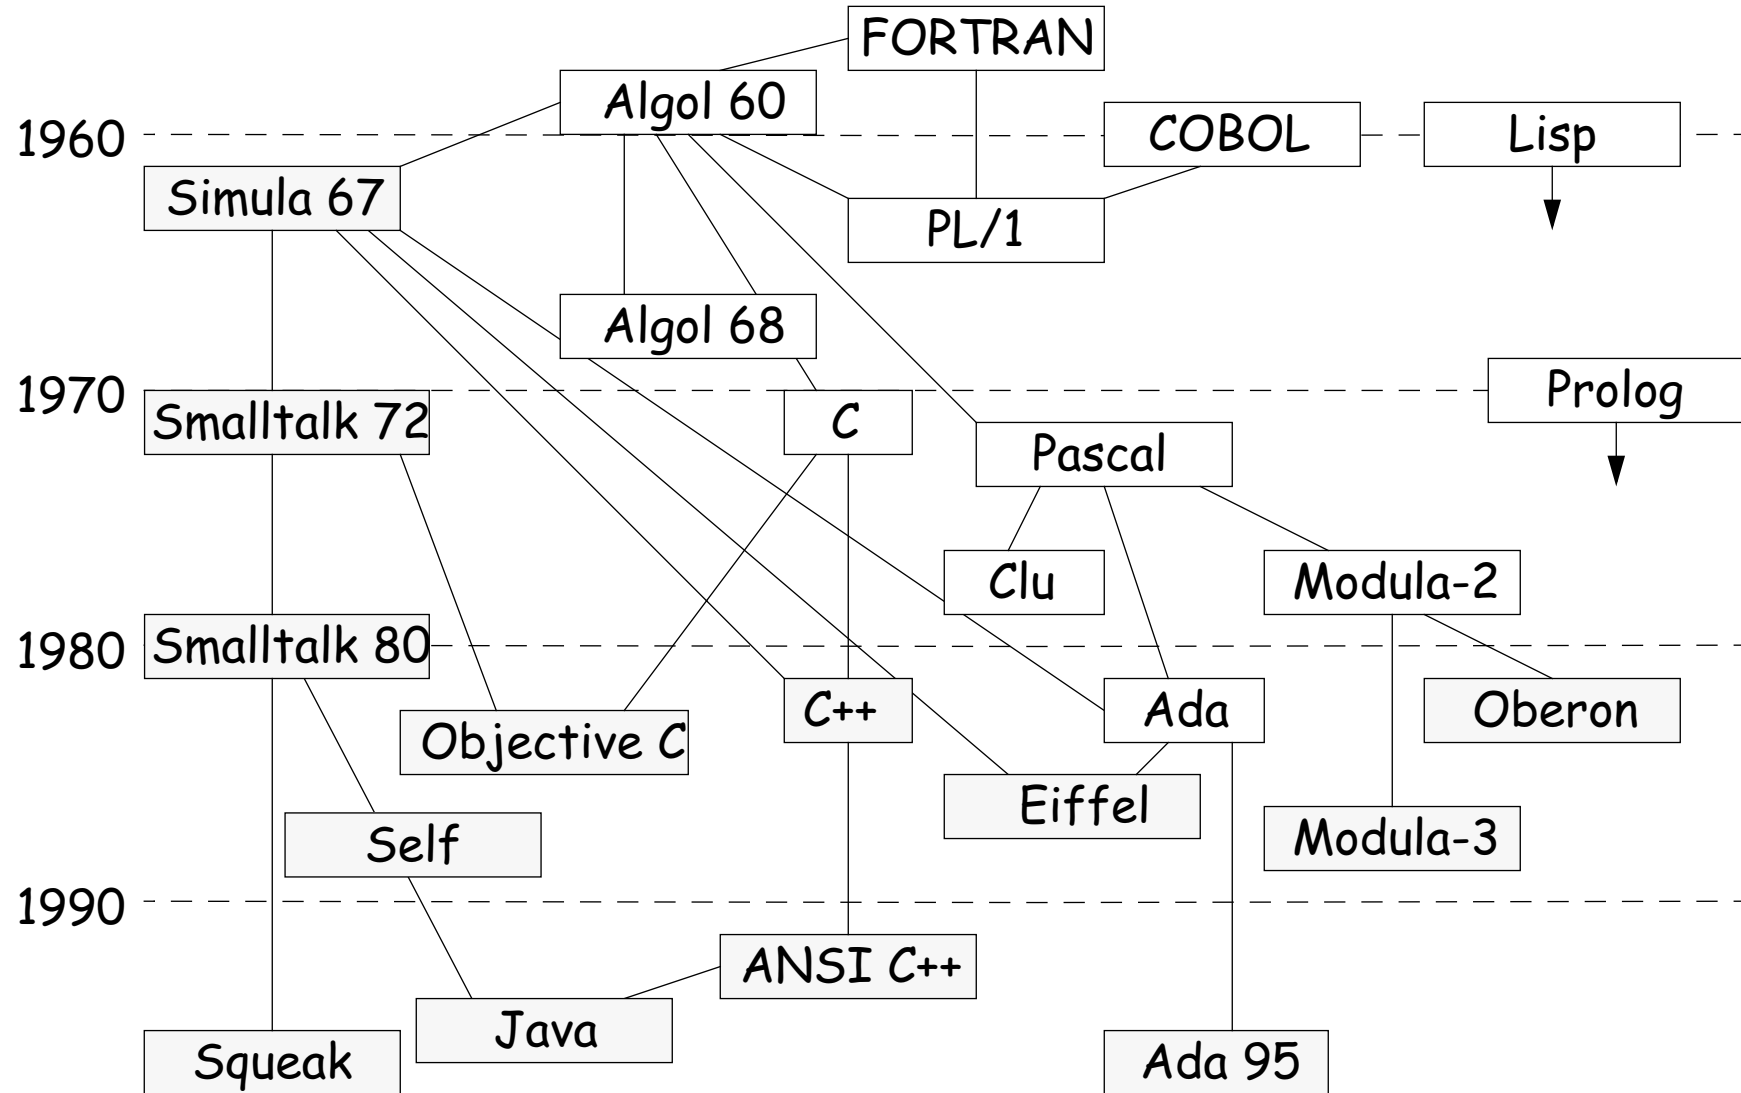 FORTRAN
Algol 60
1960
COBOL
Lisp
Simula 67
PL/1
Algol 68
1970
Prolog
Smalltalk 72
C
Pascal
Clu
Modula-2
1980
Smalltalk 80
C++
Ada
Oberon
Objective C
Eiffel
Self
Modula-3
1990
ANSI C++
Java
Squeak
Ada 95